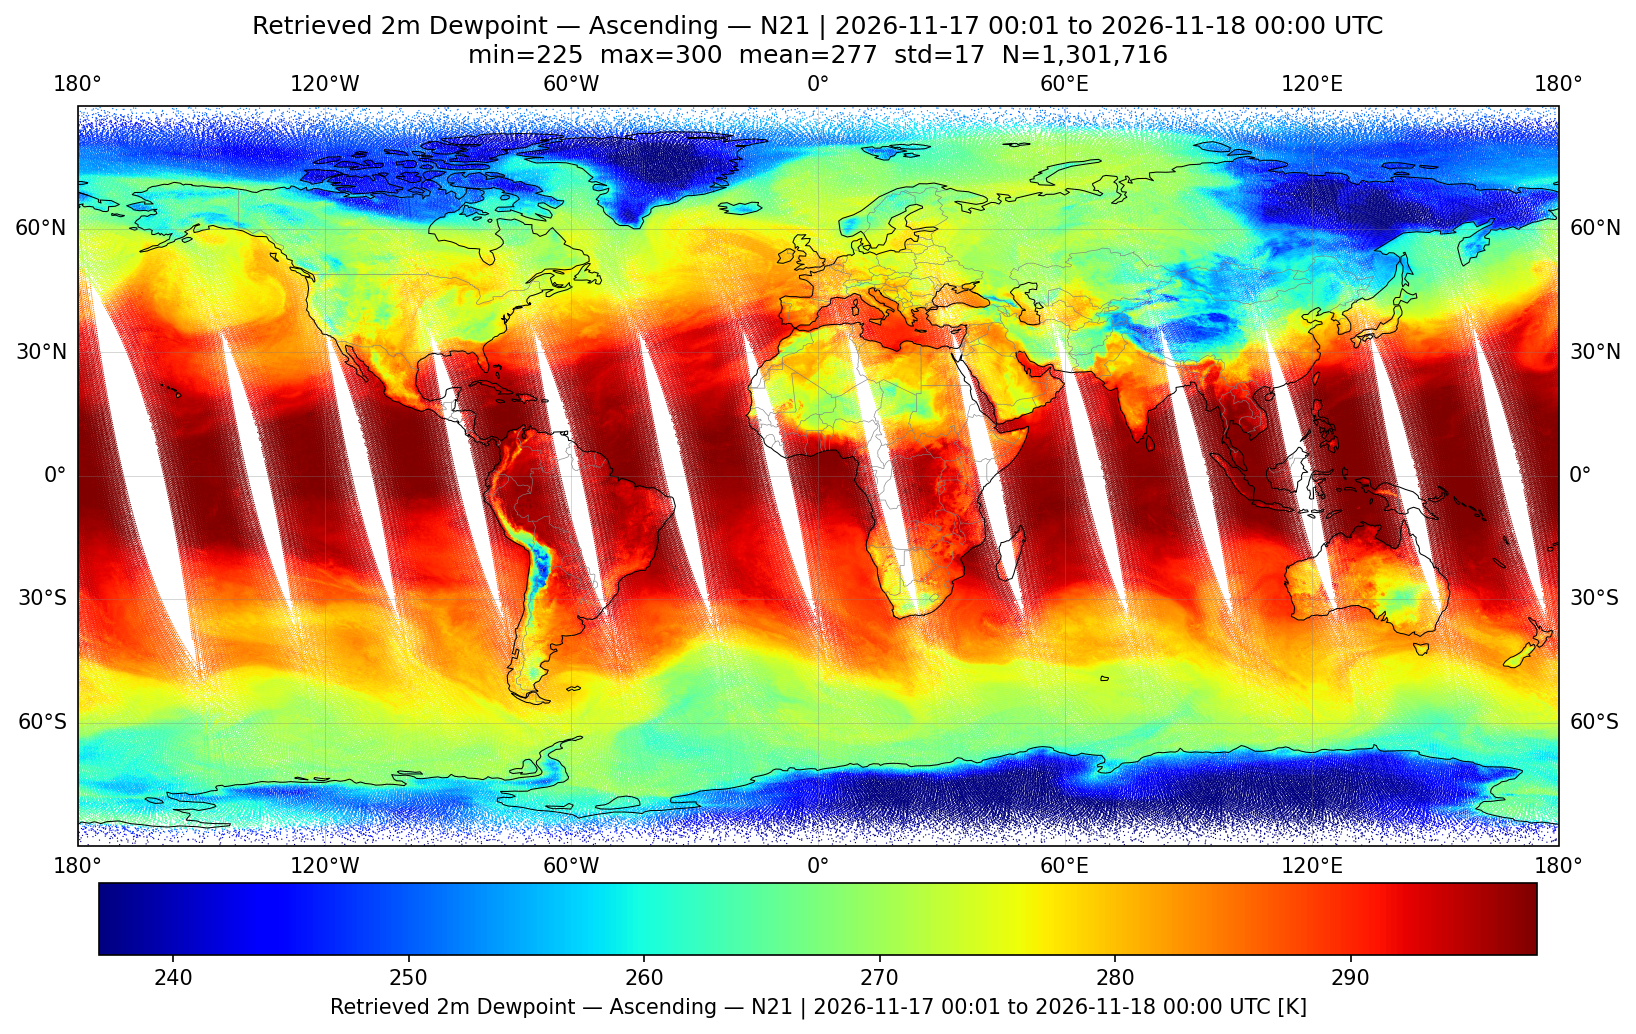 Retrieved 2m Dewpoint — Ascending — N21 | 2026-11-17 00:01 to 2026-11-18 00:00 UTC
min=225  max=300  mean=277  std=17  N=1,301,716
180° 120°W 60°W 0° 60°E 120°E 180°
60°N 60°N
30°N 30°N
0° 0°
30°S 30°S
60°S 60°S
180° 120°W 60°W 0° 60°E 120°E 180°
240 250 260 270 280 290
Retrieved 2m Dewpoint — Ascending — N21 | 2026-11-17 00:01 to 2026-11-18 00:00 UTC [K]